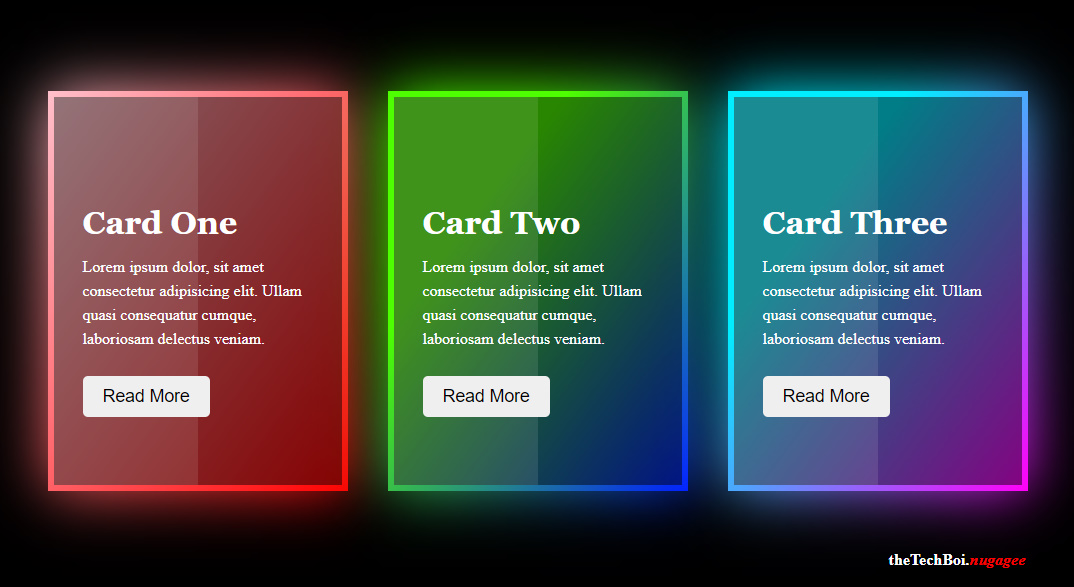 Card One
Lorem ipsum dolor, sit amet
consectetur adipisicing elit. Ullam
quasi consequatur cumque,
laboriosam delectus veniam.
Read More
Card Two
Lorem ipsum dolor, sit amet
consectetur adipisicing elit. Ullam
quasi consequatur cumque,
laboriosam delectus veniam.
Read More
Card Three
Lorem ipsum dolor, sit amet
consectetur adipisicing elit. Ullam
quasi consequatur cumque,
laboriosam delectus veniam.
Read More
theTechBoi.nugagee